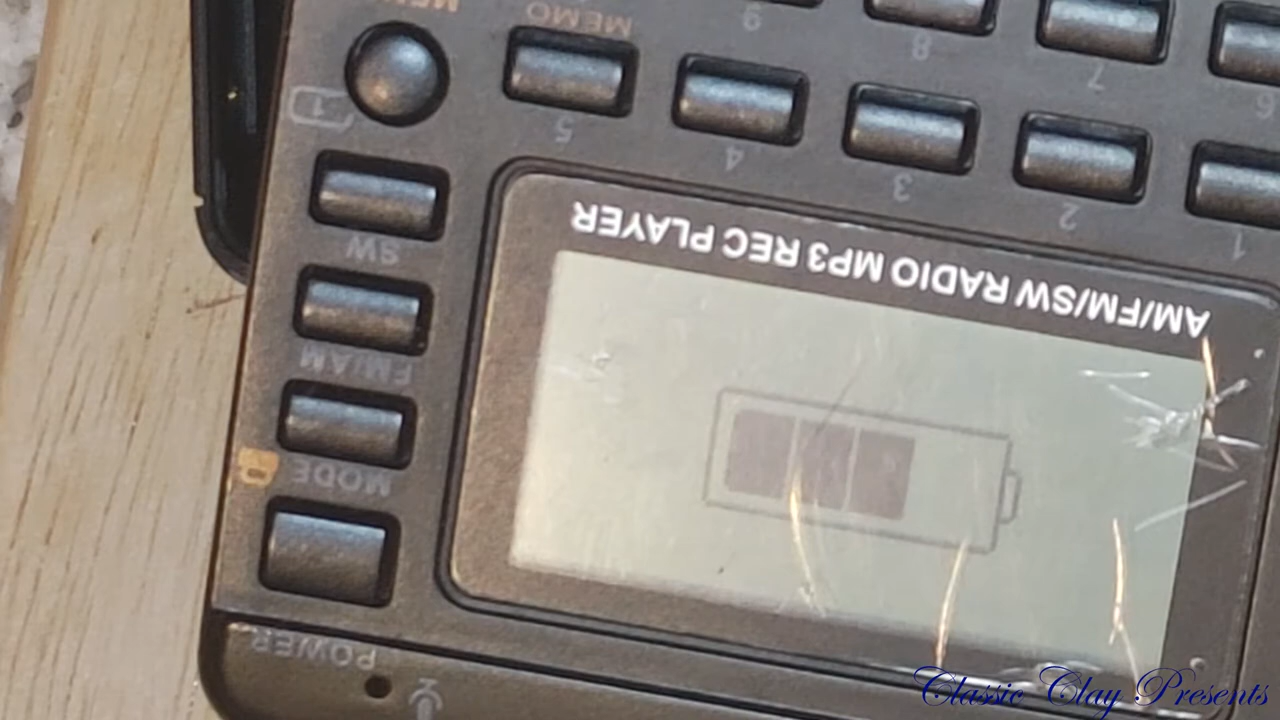 POWER
MODE
FM/AM
SW
1
MEMO
AM/FM/SW RADIO MP3 REC PLAYER
1
2
3
4
5
6
7
8
9
Classic Clay Presents